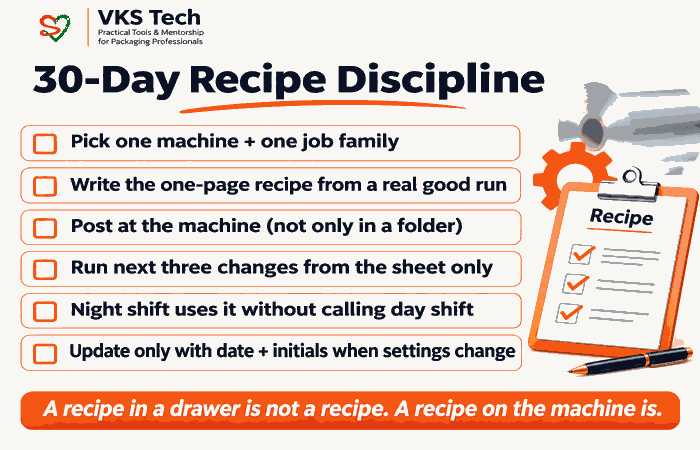 VKS Tech
Practical Tools & Mentorship
for Packaging Professionals
30-Day Recipe Discipline
Pick one machine + one job family
Write the one-page recipe from a real good run
Post at the machine (not only in a folder)
Run next three changes from the sheet only
Night shift uses it without calling day shift
Update only with date + initials when settings change
Recipe
A recipe in a drawer is not a recipe. A recipe on the machine is.